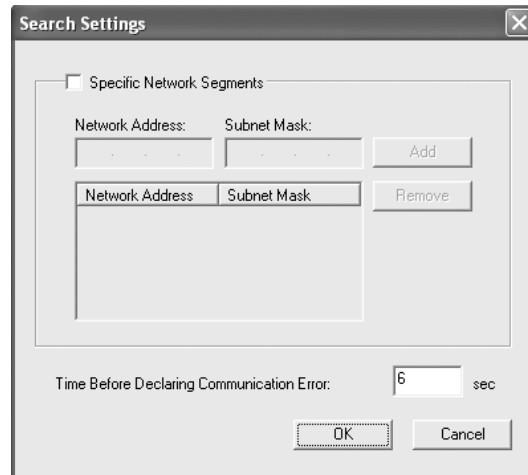 Search Settings
Specific Network Segments
Network Address: Subnet Mask:
. . . . . . Add
Network Address Subnet Mask Remove
Time Before Declaring Communication Error: 6 sec
OK Cancel